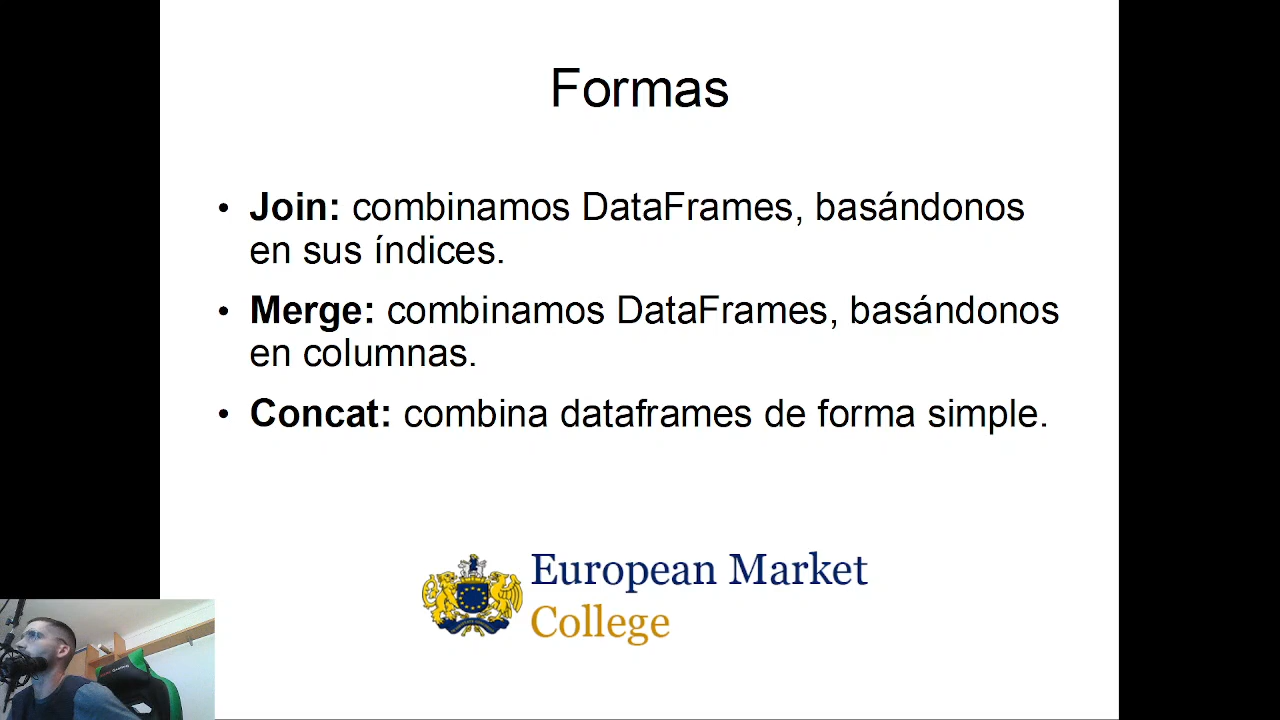 Formas
• Join: combinamos DataFrames, basándonos
en sus índices.
• Merge: combinamos DataFrames, basándonos
en columnas.
• Concat: combina dataframes de forma simple.
European Market
College